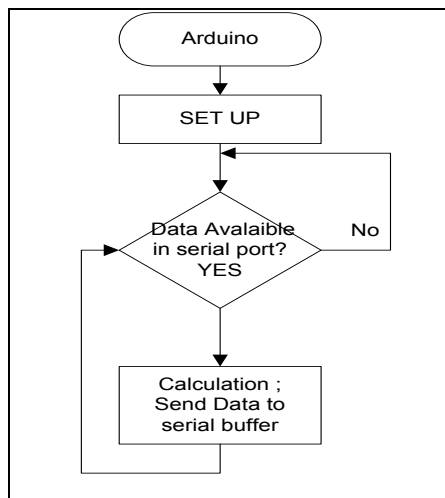 Arduino
SET UP
Data Avalaible
in serial port?
YES
No
Calculation ;
Send Data to
serial buffer